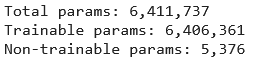 Total params: 6,411,737
Trainable params: 6,406,361
Non-trainable params: 5,376